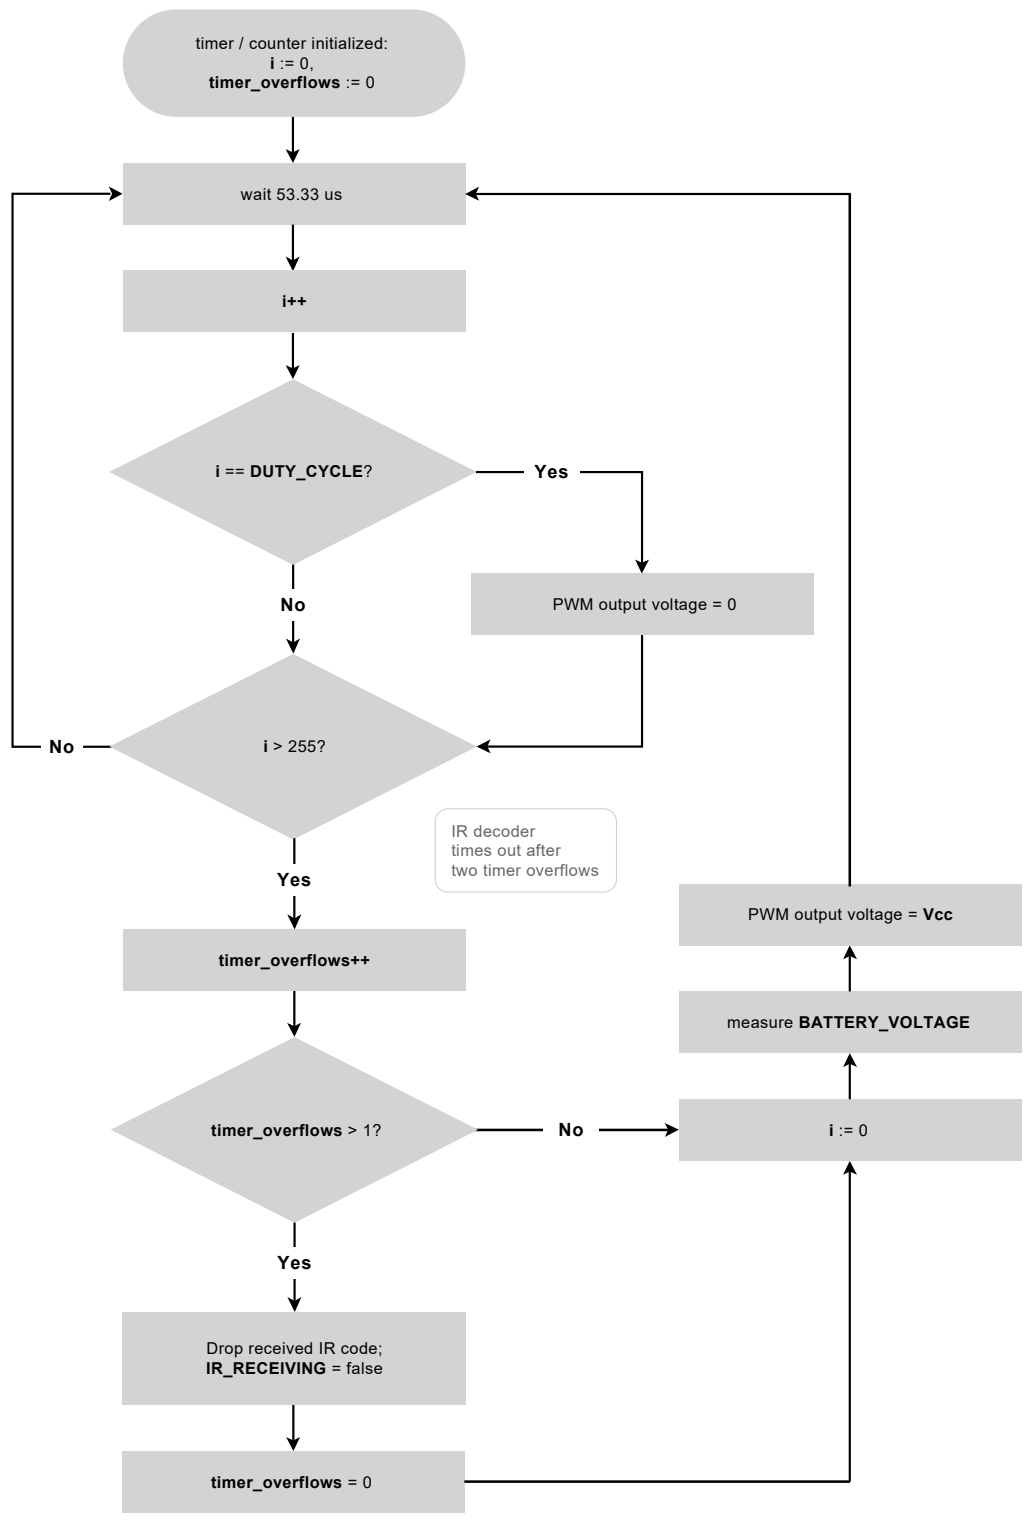 timer / counter initialized:
i := 0,
timer_overflows := 0
wait 53.33 us
i++
i == DUTY_CYCLE?
Yes
No
PWM output voltage = 0
i > 255?
No
IR decoder
times out after
two timer overflows
Yes
PWM output voltage = Vcc
timer_overflows++
measure BATTERY_VOLTAGE
timer_overflows > 1?
No
i := 0
Yes
Drop received IR code;
IR_RECEIVING = false
timer_overflows = 0